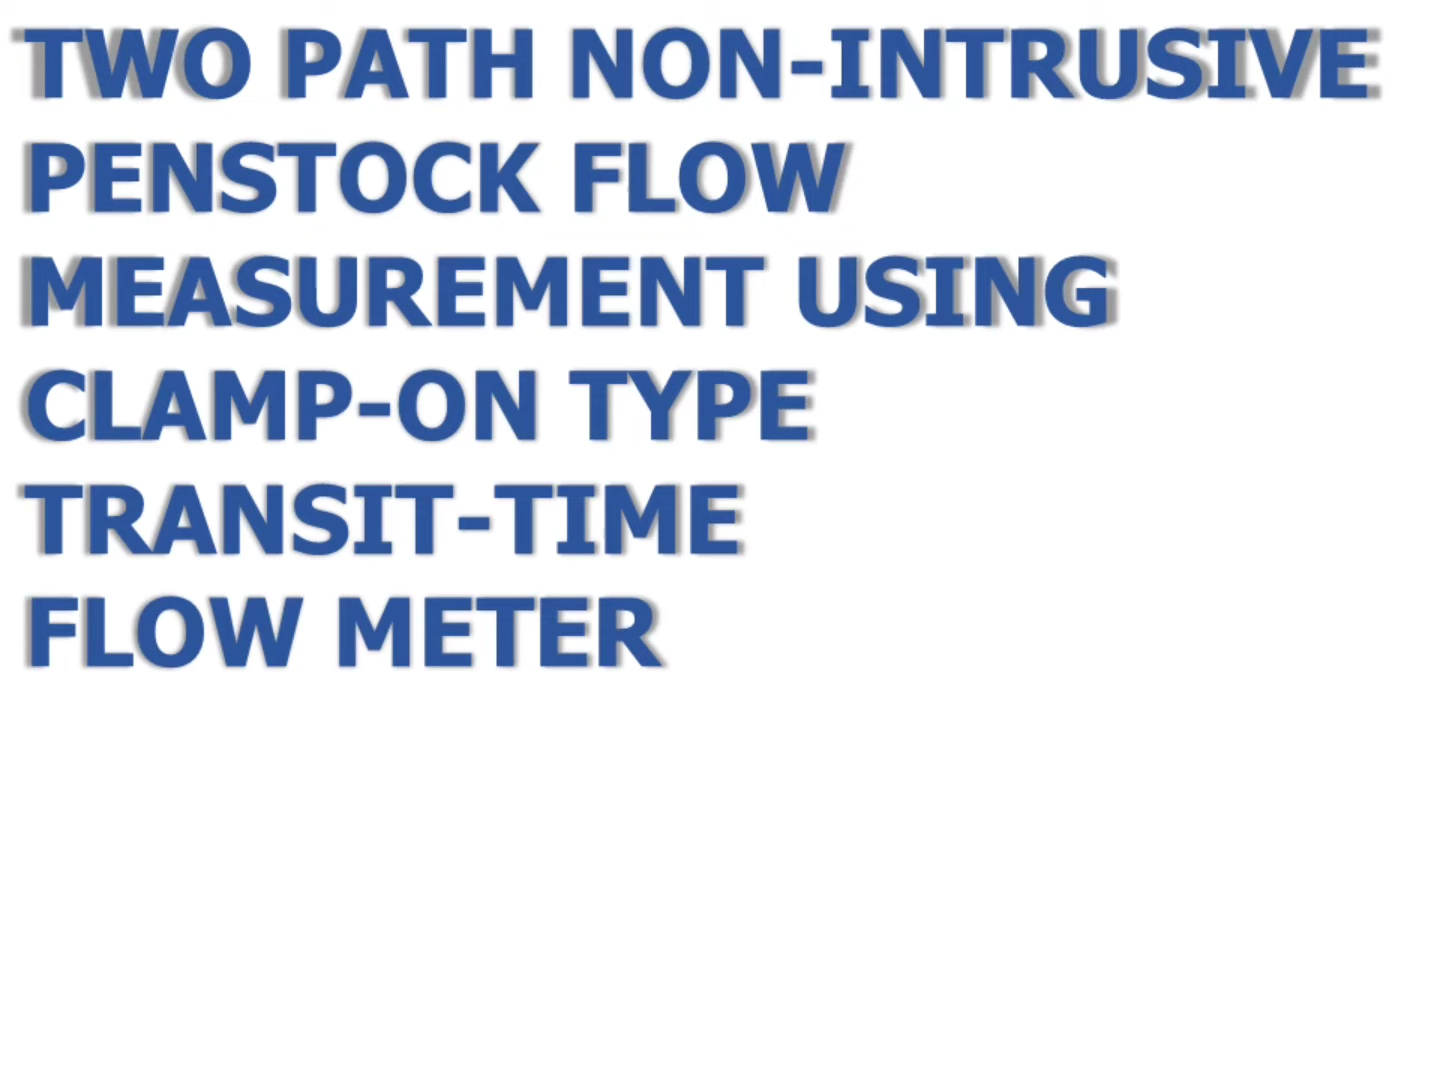 TWO PATH NON-INTRUSIVE
PENSTOCK FLOW
MEASUREMENT USING
CLAMP-ON TYPE
TRANSIT-TIME
FLOW METER